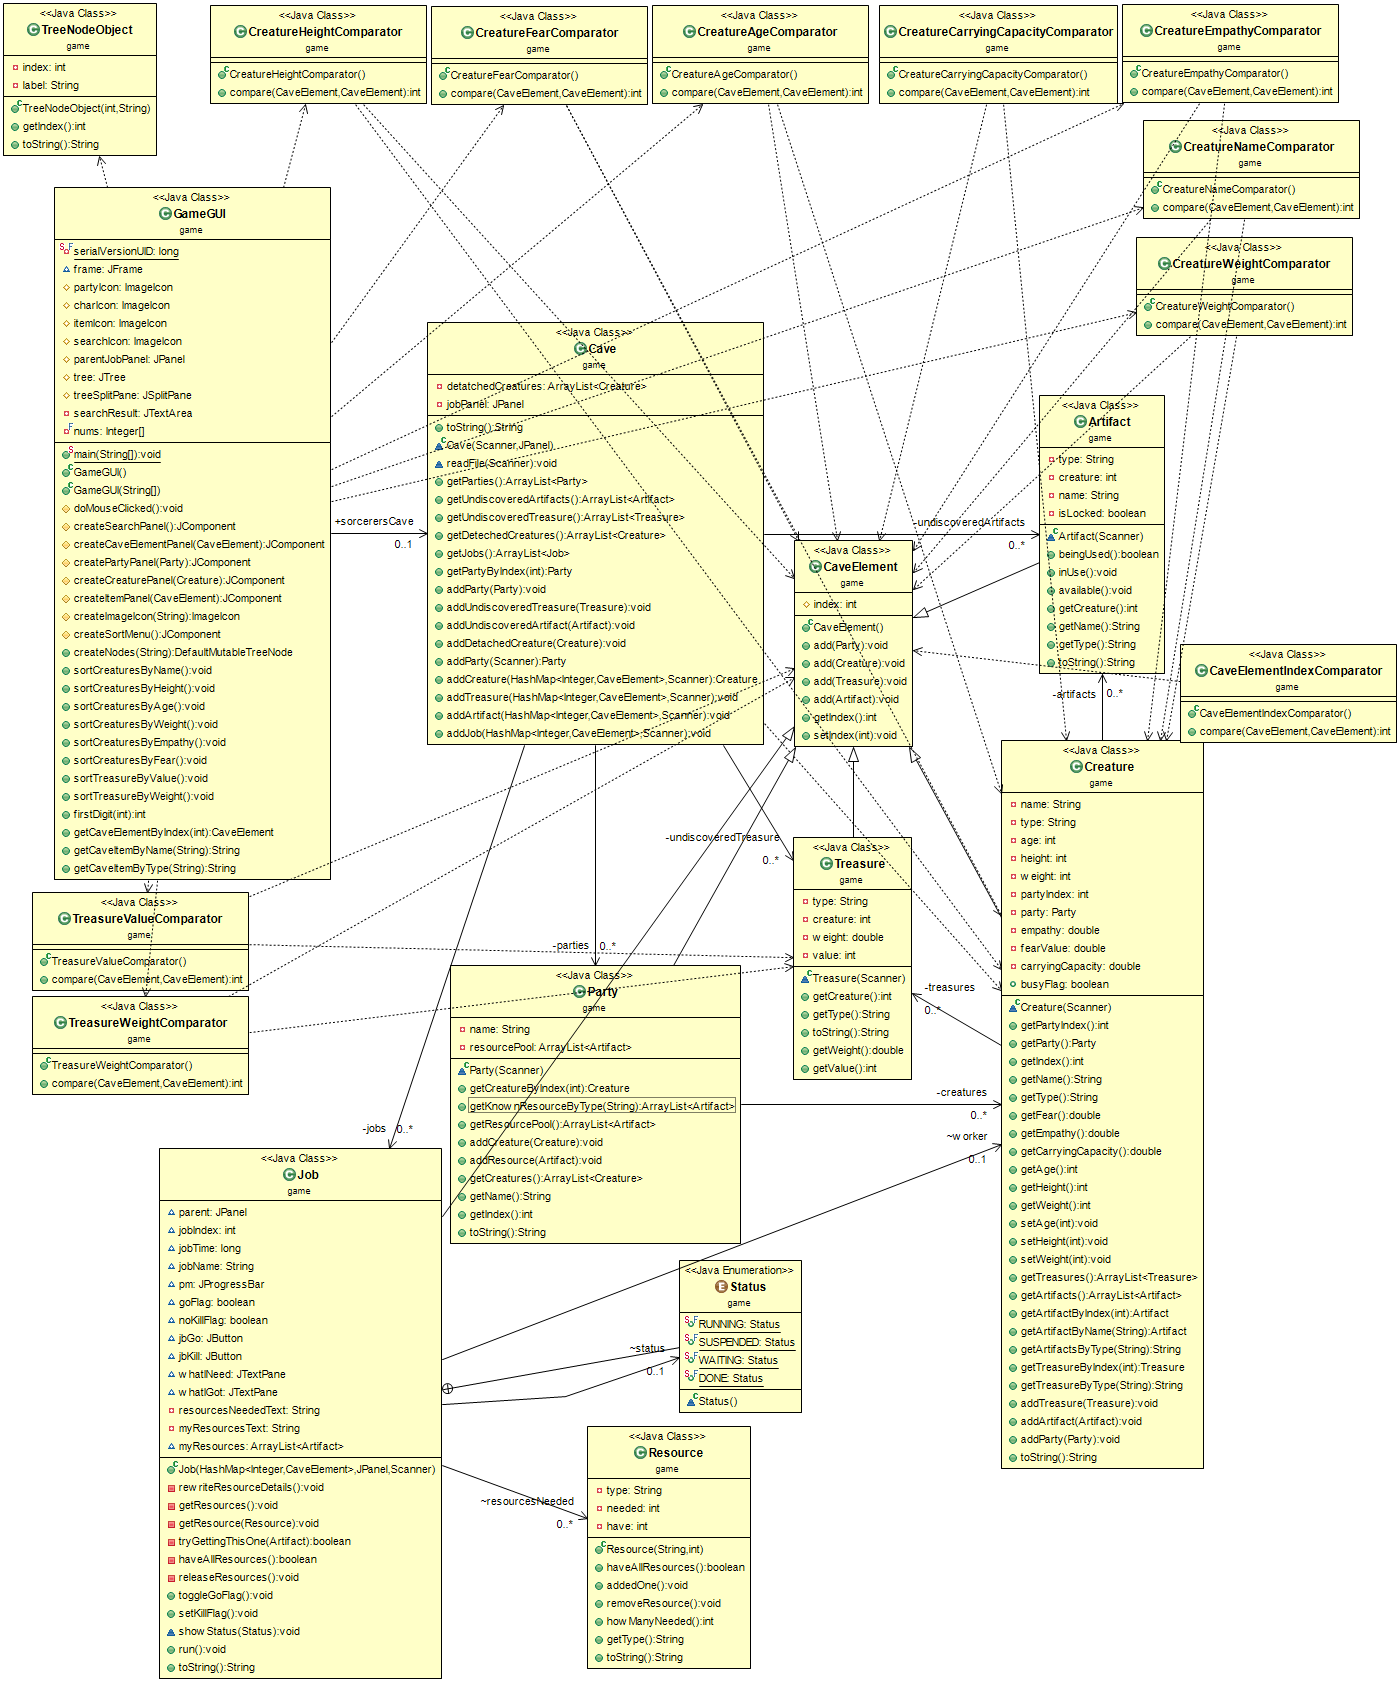 <<Java Class>>
TreeNodeObject
game
index: int
label: String
TreeNodeObject(int,String)
getIndex():int
toString():String
<<Java Class>>
CreatureHeightComparator
game
CreatureHeightComparator()
compare(CaveElement,CaveElement):int
<<Java Class>>
CreatureFearComparator
game
CreatureFearComparator()
compare(CaveElement,CaveElement):int
<<Java Class>>
CreatureAgeComparator
game
CreatureAgeComparator()
compare(CaveElement,CaveElement):int
<<Java Class>>
CreatureCarryingCapacityComparator
game
CreatureCarryingCapacityComparator()
compare(CaveElement,CaveElement):int
<<Java Class>>
CreatureEmpathyComparator
game
CreatureEmpathyComparator()
compare(CaveElement,CaveElement):int
<<Java Class>>
CreatureNameComparator
game
CreatureNameComparator()
compare(CaveElement,CaveElement):int
<<Java Class>>
CreatureWeightComparator
game
CreatureWeightComparator()
compare(CaveElement,CaveElement):int
<<Java Class>>
GameGUI
game
serialVersionUID: long
frame: JFrame
partyIcon: ImageIcon
charIcon: ImageIcon
itemIcon: ImageIcon
searchIcon: ImageIcon
parentJobPanel: JPanel
tree: JTree
treeSplitPane: JSplitPane
searchResult: JTextArea
nums: Integer[]
main(String[]):void
GameGUI()
GameGUI(String[])
doMouseClicked():void
createSearchPanel():JComponent
createCaveElementPanel(CaveElement):JComponent
createPartyPanel(Party):JComponent
createCreaturePanel(Creature):JComponent
createItemPanel(CaveElement):JComponent
createImageIcon(String):ImageIcon
createSortMenu():JComponent
createNodes(String):DefaultMutableTreeNode
sortCreaturesByName():void
sortCreaturesByHeight():void
sortCreaturesByAge():void
sortCreaturesByWeight():void
sortCreaturesByEmpathy():void
sortCreaturesByFear():void
sortTreasureByValue():void
sortTreasureByWeight():void
firstDigit(int):int
getCaveElementByIndex(int):CaveElement
getCaveItemByName(String):String
getCaveItemByType(String):String
+sorcerersCave
0..1
<<Java Class>>
Cave
game
detatchedCreatures: ArrayList<Creature>
jobPanel: JPanel
toString():String
Cave(Scanner,JPanel)
readFile(Scanner):void
getParties():ArrayList<Party>
getUndiscoveredArtifacts():ArrayList<Artifact>
getUndiscoveredTreasure():ArrayList<Treasure>
getDetechedCreatures():ArrayList<Creature>
getJobs():ArrayList<Job>
getPartyByIndex(int):Party
addParty(Party):void
addUndiscoveredTreasure(Treasure):void
addUndiscoveredArtifact(Artifact):void
addDetachedCreature(Creature):void
addParty(Scanner):Party
addCreature(HashMap<Integer,CaveElement>,Scanner):Creature
addTreasure(HashMap<Integer,CaveElement>,Scanner):void
addArtifact(HashMap<Integer,CaveElement>,Scanner):void
addJob(HashMap<Integer,CaveElement>,Scanner):void
-undiscoveredArtifacts
0..*
<<Java Class>>
Artifact
game
type: String
creature: int
name: String
isLocked: boolean
Artifact(Scanner)
beingUsed():boolean
inUse():void
available():void
getCreature():int
getName():String
getType():String
toString():String
<<Java Class>>
CaveElement
game
index: int
CaveElement()
add(Party):void
add(Creature):void
add(Treasure):void
add(Artifact):void
getIndex():int
setIndex(int):void
<<Java Class>>
CaveElementIndexComparator
game
CaveElementIndexComparator()
compare(CaveElement,CaveElement):int
-artifacts
0..*
<<Java Class>>
Creature
game
name: String
type: String
age: int
height: int
weight: int
partyIndex: int
party: Party
empathy: double
fearValue: double
carryingCapacity: double
busyFlag: boolean
Creature(Scanner)
getPartyIndex():int
getParty():Party
getIndex():int
getName():String
getType():String
getFear():double
getEmpathy():double
getCarryingCapacity():double
getAge():int
getHeight():int
getWeight():int
setAge(int):void
setHeight(int):void
setWeight(int):void
getTreasures():ArrayList<Treasure>
getArtifacts():ArrayList<Artifact>
getArtifactByIndex(int):Artifact
getArtifactByName(String):Artifact
getArtifactsByType(String):String
getTreasureByIndex(int):Treasure
getTreasureByType(String):String
addTreasure(Treasure):void
addArtifact(Artifact):void
addParty(Party):void
toString():String
-undiscoveredTreasure
0..*
<<Java Class>>
Treasure
game
type: String
creature: int
weight: double
value: int
Treasure(Scanner)
getCreature():int
getType():String
toString():String
getWeight():double
getValue():int
-treasures
0..*
<<Java Class>>
TreasureValueComparator
game
TreasureValueComparator()
compare(CaveElement,CaveElement):int
<<Java Class>>
TreasureWeightComparator
game
TreasureWeightComparator()
compare(CaveElement,CaveElement):int
-parties
0..*
<<Java Class>>
Party
game
name: String
resourcePool: ArrayList<Artifact>
Party(Scanner)
getCreatureByIndex(int):Creature
getKnownResourceByType(String):ArrayList<Artifact>
getResourcePool():ArrayList<Artifact>
addCreature(Creature):void
addResource(Artifact):void
getCreatures():ArrayList<Creature>
getName():String
getIndex():int
toString():String
-creatures
0..*
~worker
0..1
-jobs
0..*
<<Java Class>>
Job
game
parent: JPanel
jobIndex: int
jobTime: long
jobName: String
pm: JProgressBar
goFlag: boolean
noKillFlag: boolean
jbGo: JButton
jbKill: JButton
whatINeed: JTextPane
whatIGot: JTextPane
resourcesNeededText: String
myResourcesText: String
myResources: ArrayList<Artifact>
Job(HashMap<Integer,CaveElement>,JPanel,Scanner)
rewriteResourceDetails():void
getResources():void
getResource(Resource):void
tryGettingThisOne(Artifact):boolean
haveAllResources():boolean
releaseResources():void
toggleGoFlag():void
setKillFlag():void
showStatus(Status):void
run():void
toString():String
~status
0..1
<<Java Enumeration>>
Status
game
RUNNING: Status
SUSPENDED: Status
WAITING: Status
DONE: Status
Status()
~resourcesNeeded
0..*
<<Java Class>>
Resource
game
type: String
needed: int
have: int
Resource(String,int)
haveAllResources():boolean
addedOne():void
removeResource():void
howManyNeeded():int
getType():String
toString():String